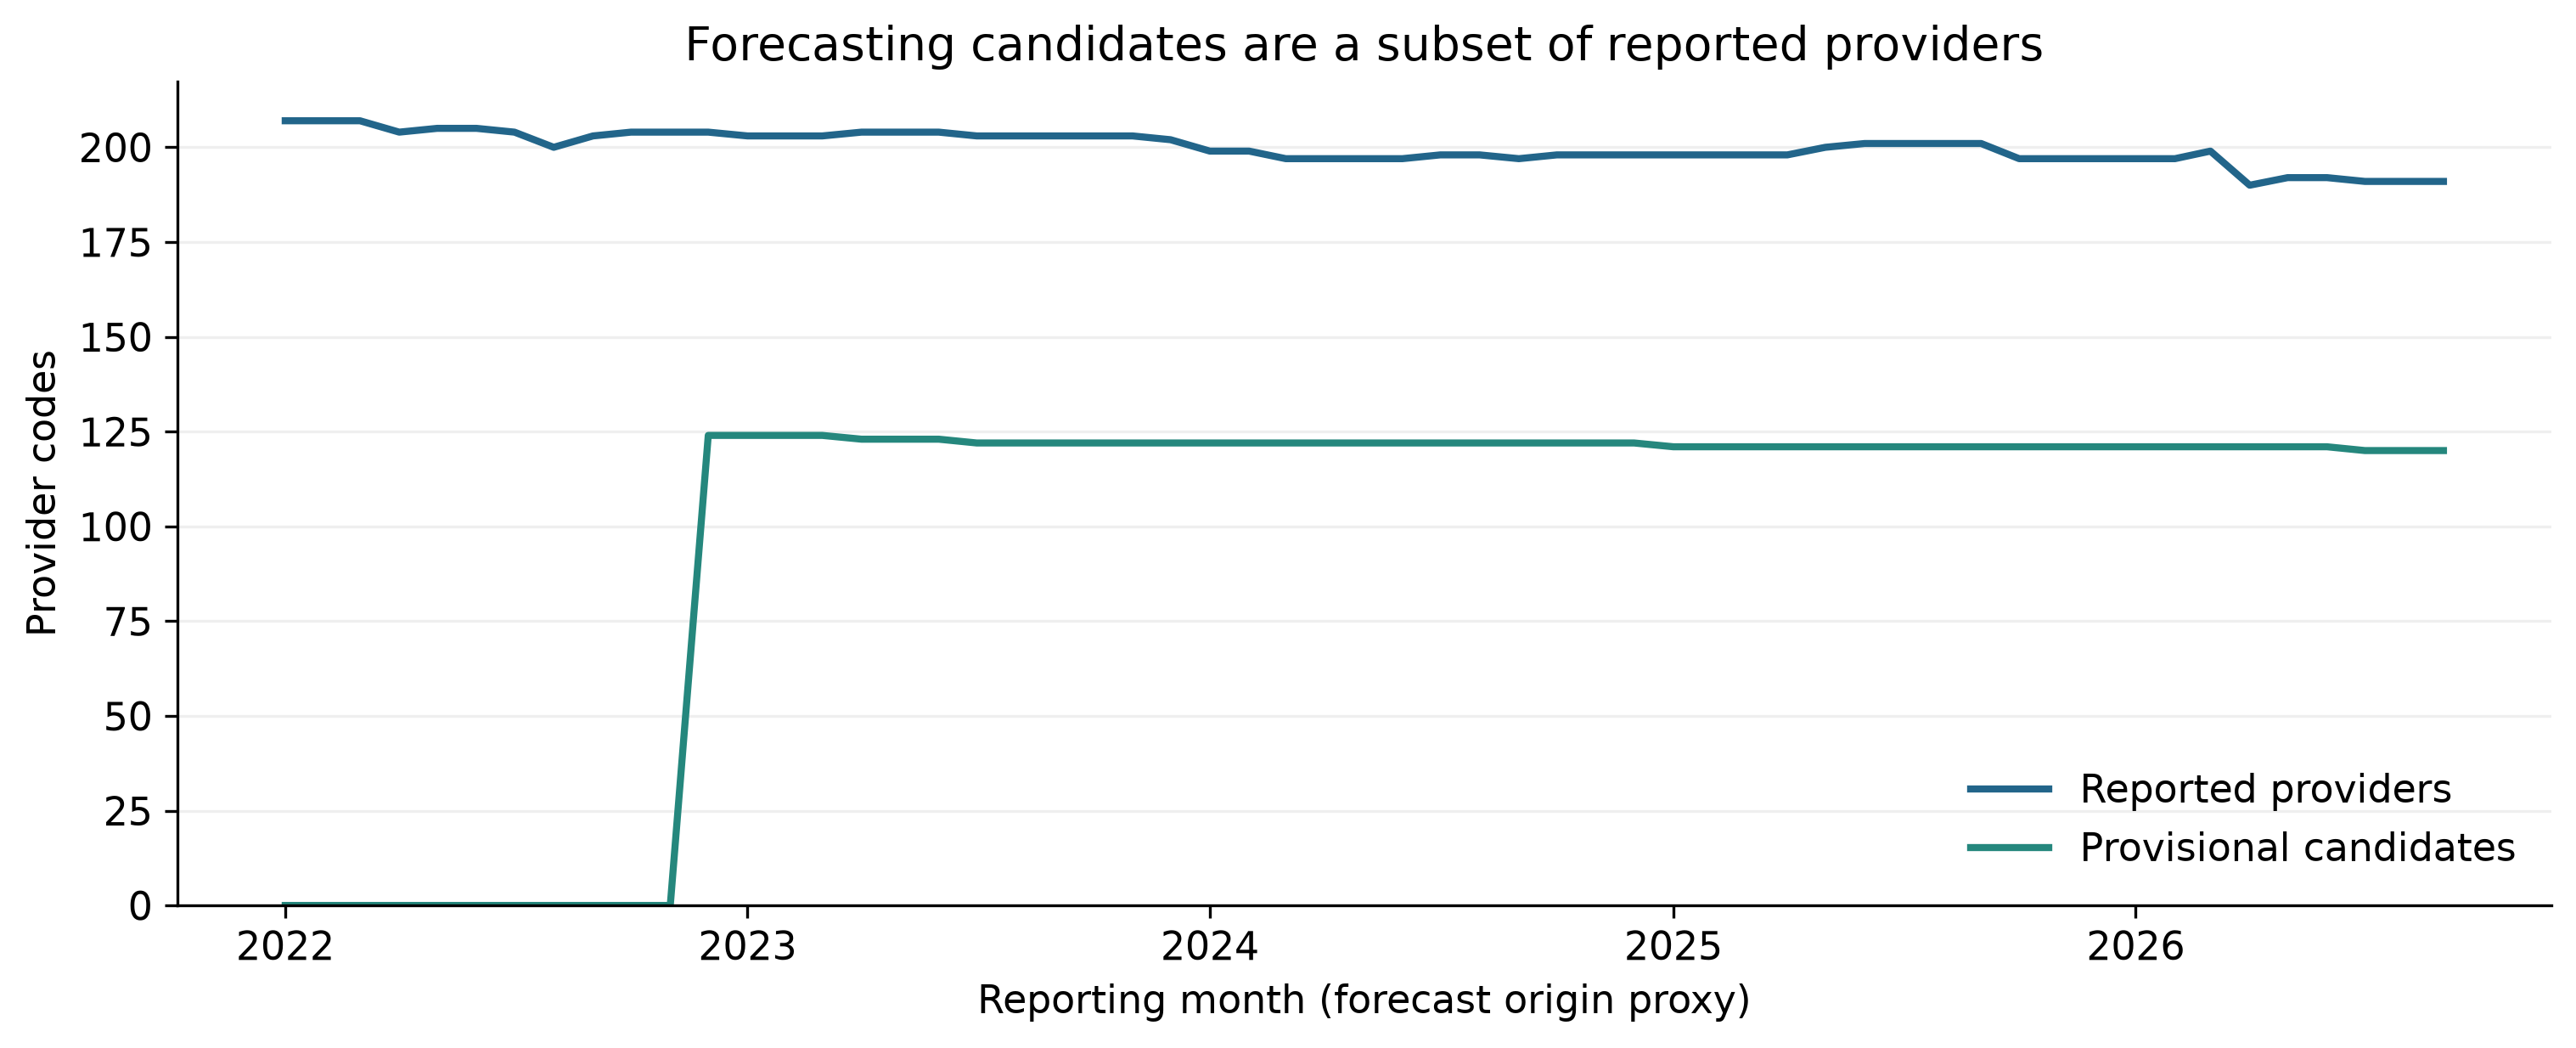 Forecasting candidates are a subset of reported providers
Provider codes
200
175
150
125
100
75
50
25
0
Reported providers
Provisional candidates
2022 2023 2024 2025 2026
Reporting month (forecast origin proxy)